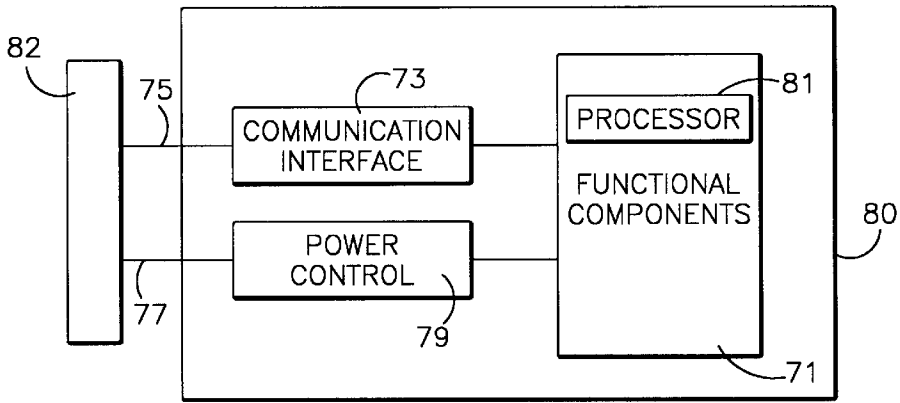 82
75
73
COMMUNICATION
INTERFACE
81
PROCESSOR
FUNCTIONAL
COMPONENTS
80
POWER
CONTROL
77
79
71